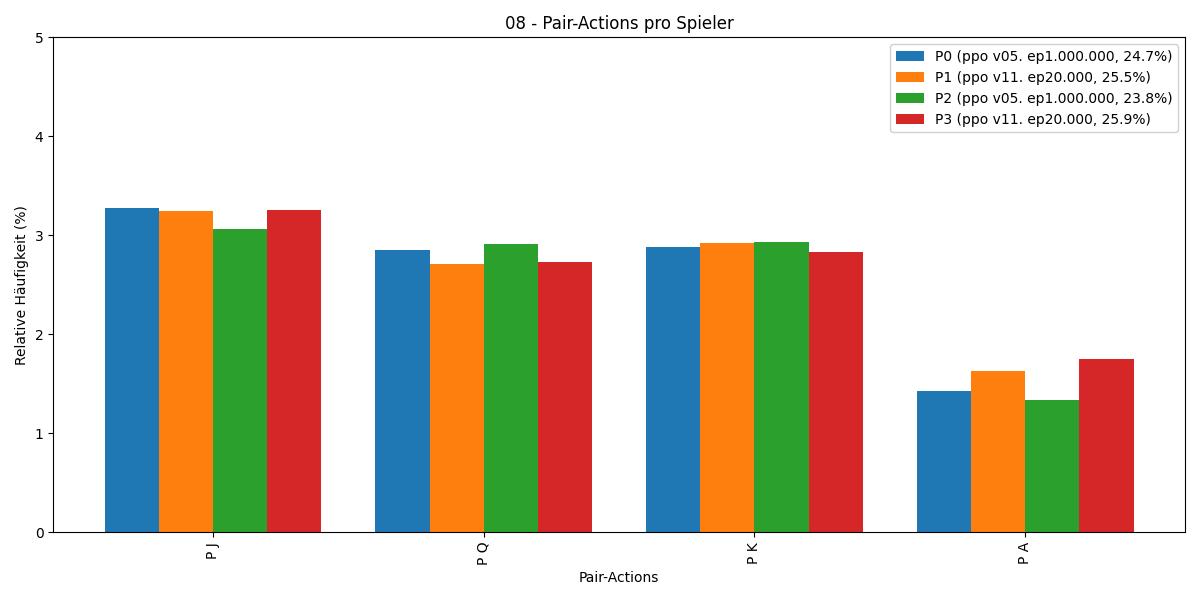 08 - Pair-Actions pro Spieler
5
4
3
2
1
0
Relative Häufigkeit (%)
P0 (ppo v05. ep1.000.000, 24.7%)
P1 (ppo v11. ep20.000, 25.5%)
P2 (ppo v05. ep1.000.000, 23.8%)
P3 (ppo v11. ep20.000, 25.9%)
P J
P Q
P K
P A
Pair-Actions